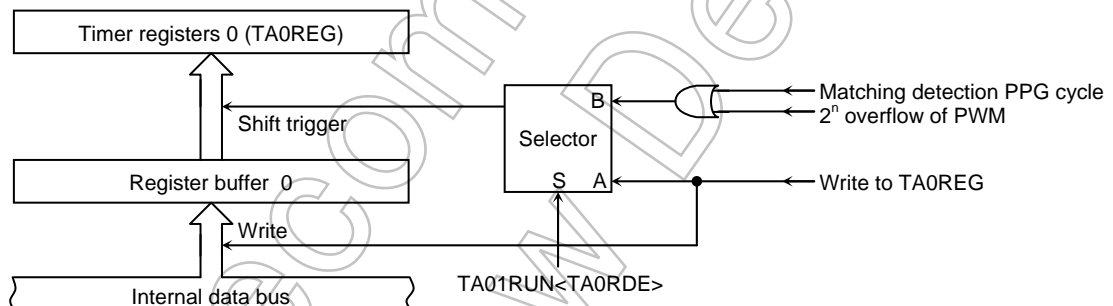 Timer registers 0 (TA0REG)
Shift trigger
B
Matching detection PPG cycle
2ⁿ overflow of PWM
Selector
Register buffer 0
S
A
Write to TA0REG
Write
TA01RUN<TA0RDE>
Internal data bus